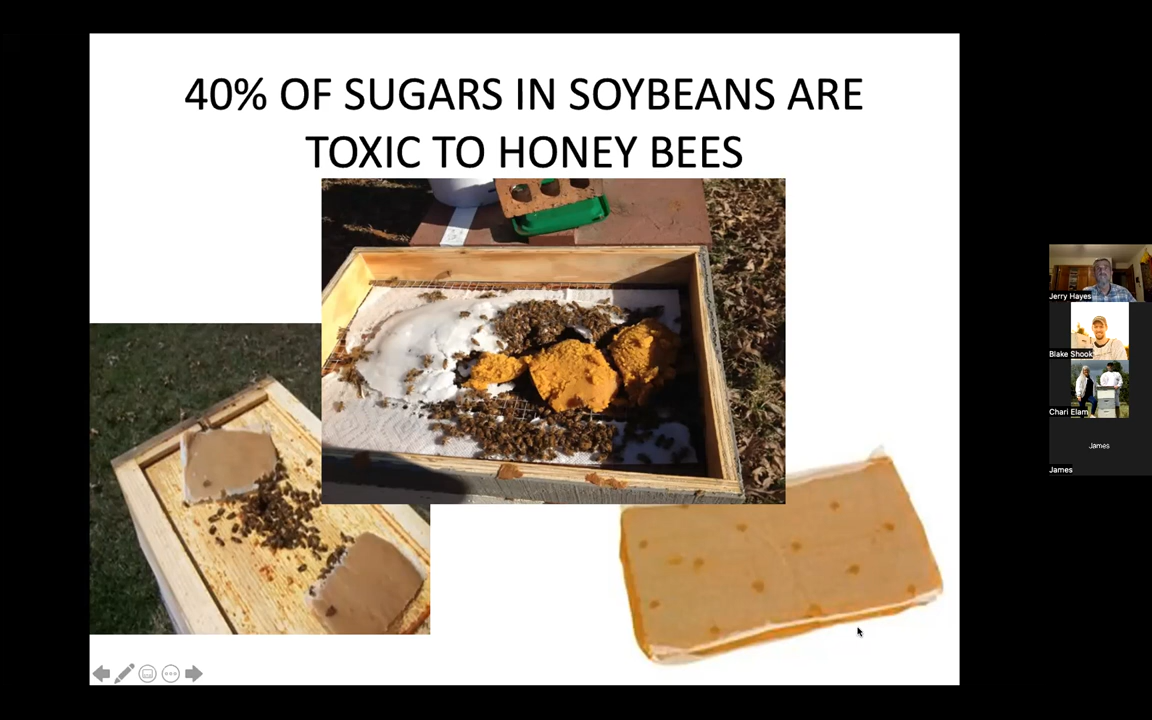 40% OF SUGARS IN SOYBEANS ARE
TOXIC TO HONEY BEES
Jerry Hayes
Blake Shook
Chari Elam
James
James